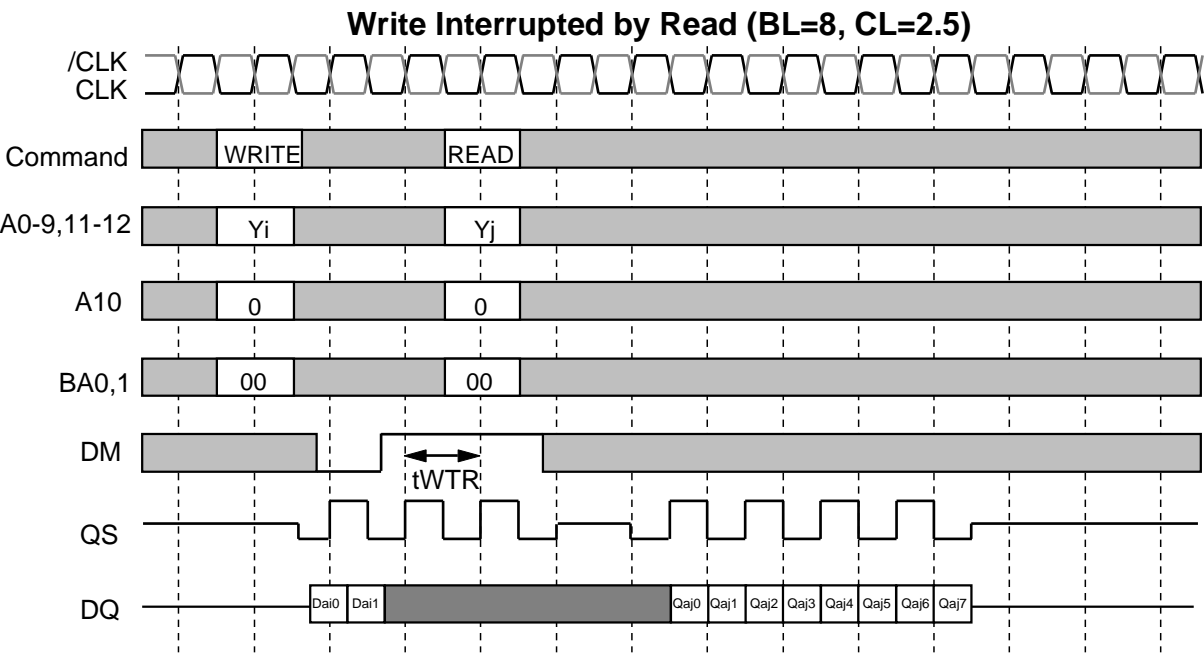 Write Interrupted by Read (BL=8, CL=2.5)
/CLK
CLK
Command WRITE READ
A0-9,11-12 Yi Yj
A10 0 0
BA0,1 00 00
DM
tWTR
QS
DQ Dai0 Dai1 Qaj0 Qaj1 Qaj2 Qaj3 Qaj4 Qaj5 Qaj6 Qaj7